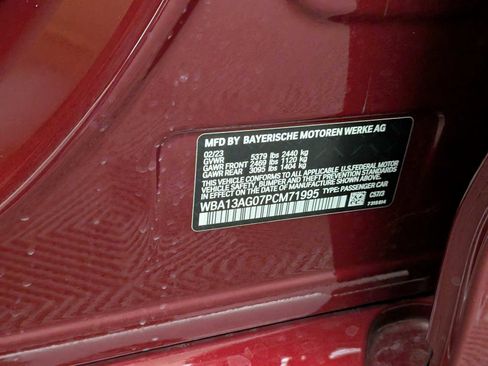 MFD BY BAYERISCHE MOTOREN WERKE AG
02/23
GVWR 5379 lbs 2440 kg
GAWR FRONT 2469 lbs 1120 kg
GAWR REAR 3095 lbs 1404 kg
THIS VEHICLE CONFORMS TO ALL APPLICABLE U.S. FEDERAL MOTOR
VEHICLE SAFETY, BUMPER, AND THEFT PREVENTION STANDARDS
IN EFFECT ON THE DATE OF MANUFACTURE SHOWN ABOVE.
WBA13AG07PCM71995 TYPE: PASSENGER CAR